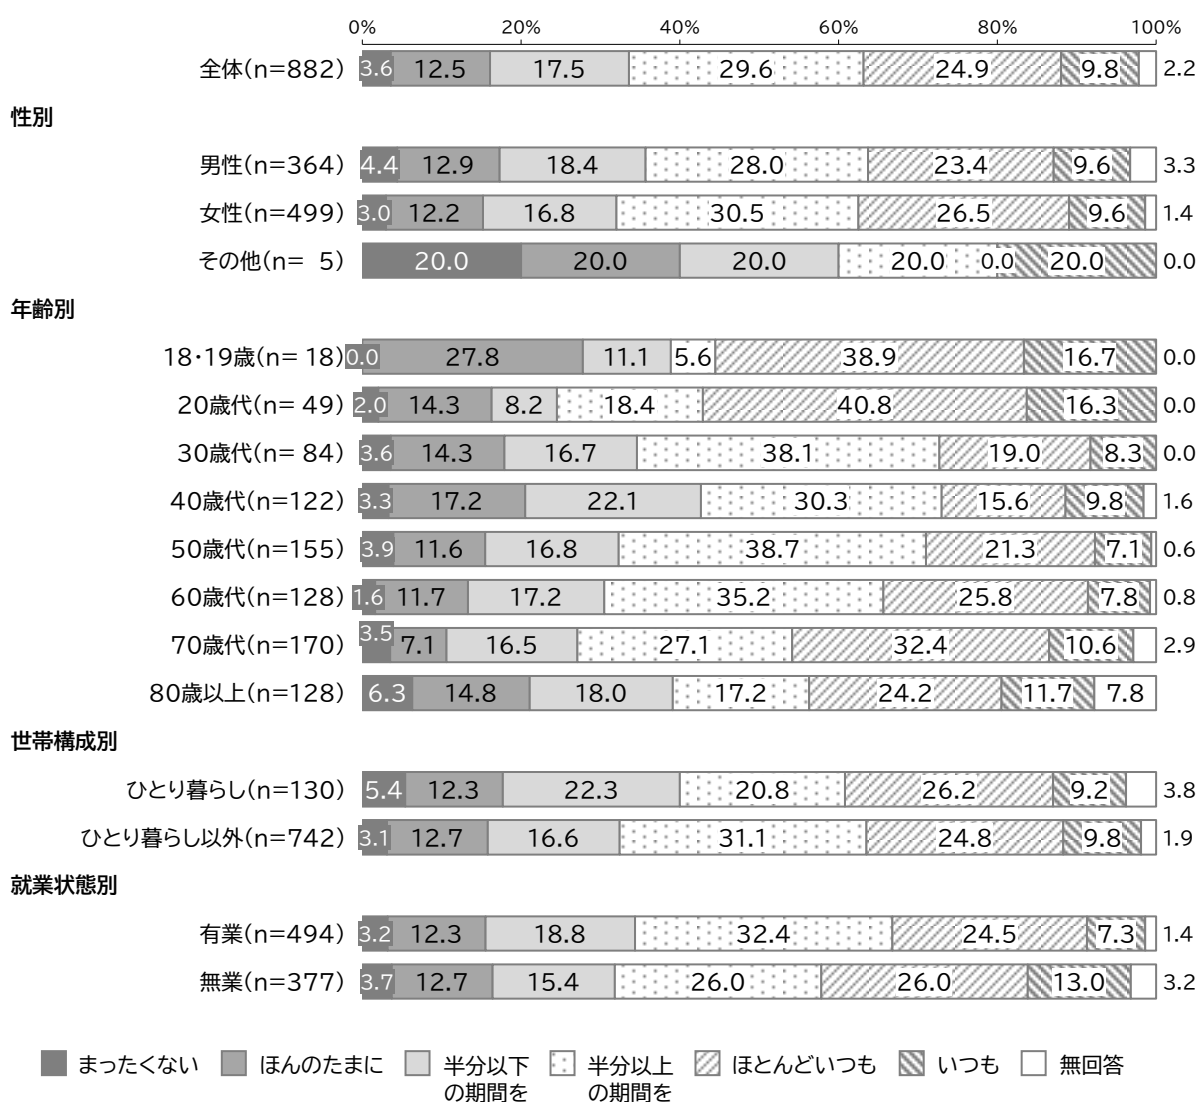 0% 20% 40% 60% 80% 100%
全体(n=882) 3.6 12.5 17.5 29.6 24.9 9.8 2.2
性別
男性(n=364) 4.4 12.9 18.4 28.0 23.4 9.6 3.3
女性(n=499) 3.0 12.2 16.8 30.5 26.5 9.6 1.4
その他(n= 5) 20.0 20.0 20.0 20.0 0.0 20.0 0.0
年齢別
18・19歳(n= 18) 0.0 27.8 11.1 5.6 38.9 16.7 0.0
20歳代(n= 49) 2.0 14.3 8.2 18.4 40.8 16.3 0.0
30歳代(n= 84) 3.6 14.3 16.7 38.1 19.0 8.3 0.0
40歳代(n=122) 3.3 17.2 22.1 30.3 15.6 9.8 1.6
50歳代(n=155) 3.9 11.6 16.8 38.7 21.3 7.1 0.6
60歳代(n=128) 1.6 11.7 17.2 35.2 25.8 7.8 0.8
70歳代(n=170) 3.5 7.1 16.5 27.1 32.4 10.6 2.9
80歳以上(n=128) 6.3 14.8 18.0 17.2 24.2 11.7 7.8
世帯構成別
ひとり暮らし(n=130) 5.4 12.3 22.3 20.8 26.2 9.2 3.8
ひとり暮らし以外(n=742) 3.1 12.7 16.6 31.1 24.8 9.8 1.9
就業状態別
有業(n=494) 3.2 12.3 18.8 32.4 24.5 7.3 1.4
無業(n=377) 3.7 12.7 15.4 26.0 26.0 13.0 3.2
まったくない ほんのたまに 半分以下 半分以上 ほとんどいつも いつも 無回答
の期間を の期間を